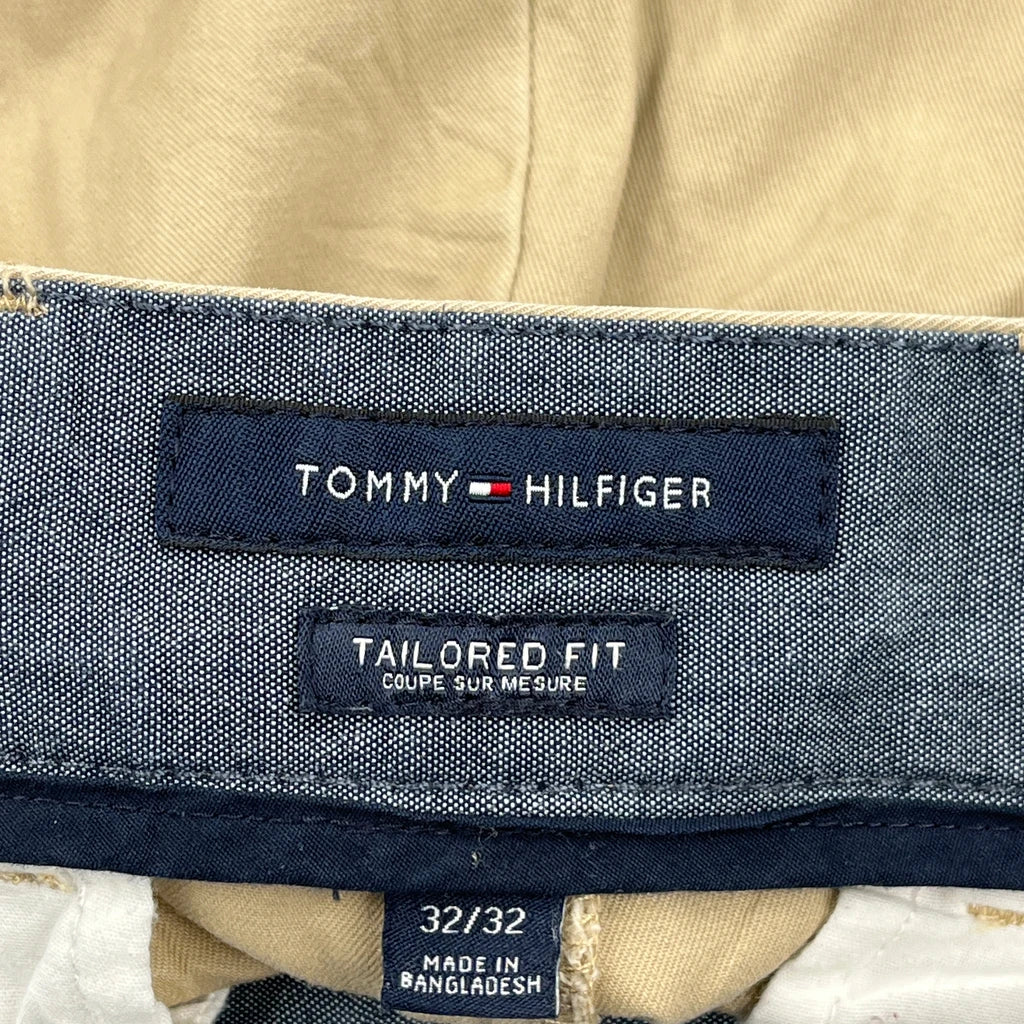 TOMMY HILFIGER
TAILORED FIT
COUPE SUR MESURE
32/32
MADE IN
BANGLADESH